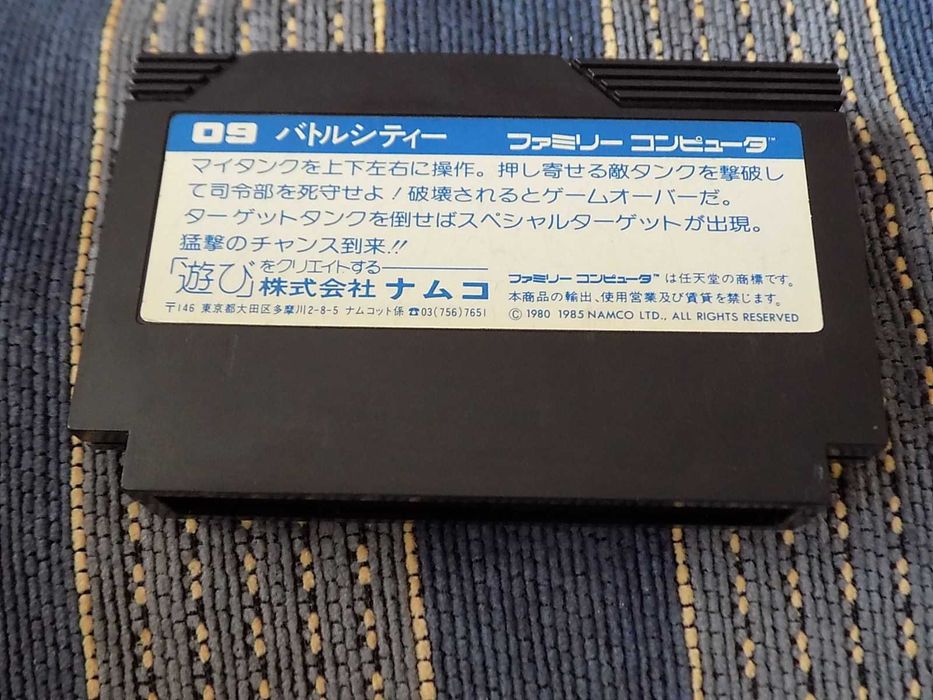 09 バトルシティー ファミリー コンピュータ™
マイタンクを上下左右に操作。押し寄せる敵タンクを撃破し
て司令部を死守せよ！破壊されるとゲームオーバーだ。
ターゲットタンクを倒せばスペシャルターゲットが出現。
猛撃のチャンス到来!!
「遊び」をクリエイトする
株式会社 ナムコ
〒146 東京都大田区多摩川2-8-5 ナムコット係 ☎03(756)7651
ファミリー コンピュータ™ は任天堂の商標です。
本商品の輸出、使用営業及び賃貸を禁じます。
© 1980 1985 NAMCO LTD., ALL RIGHTS RESERVED